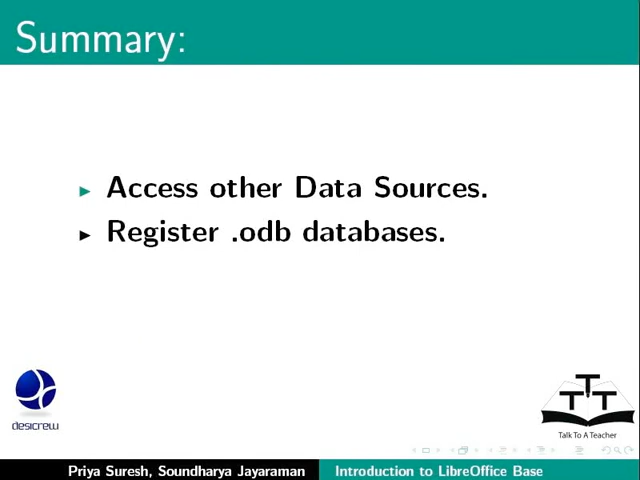 Summary:
Access other Data Sources.
Register .odb databases.
desicrew
TTT
Talk To A Teacher
Priya Suresh, Soundharya Jayaraman
Introduction to LibreOffice Base